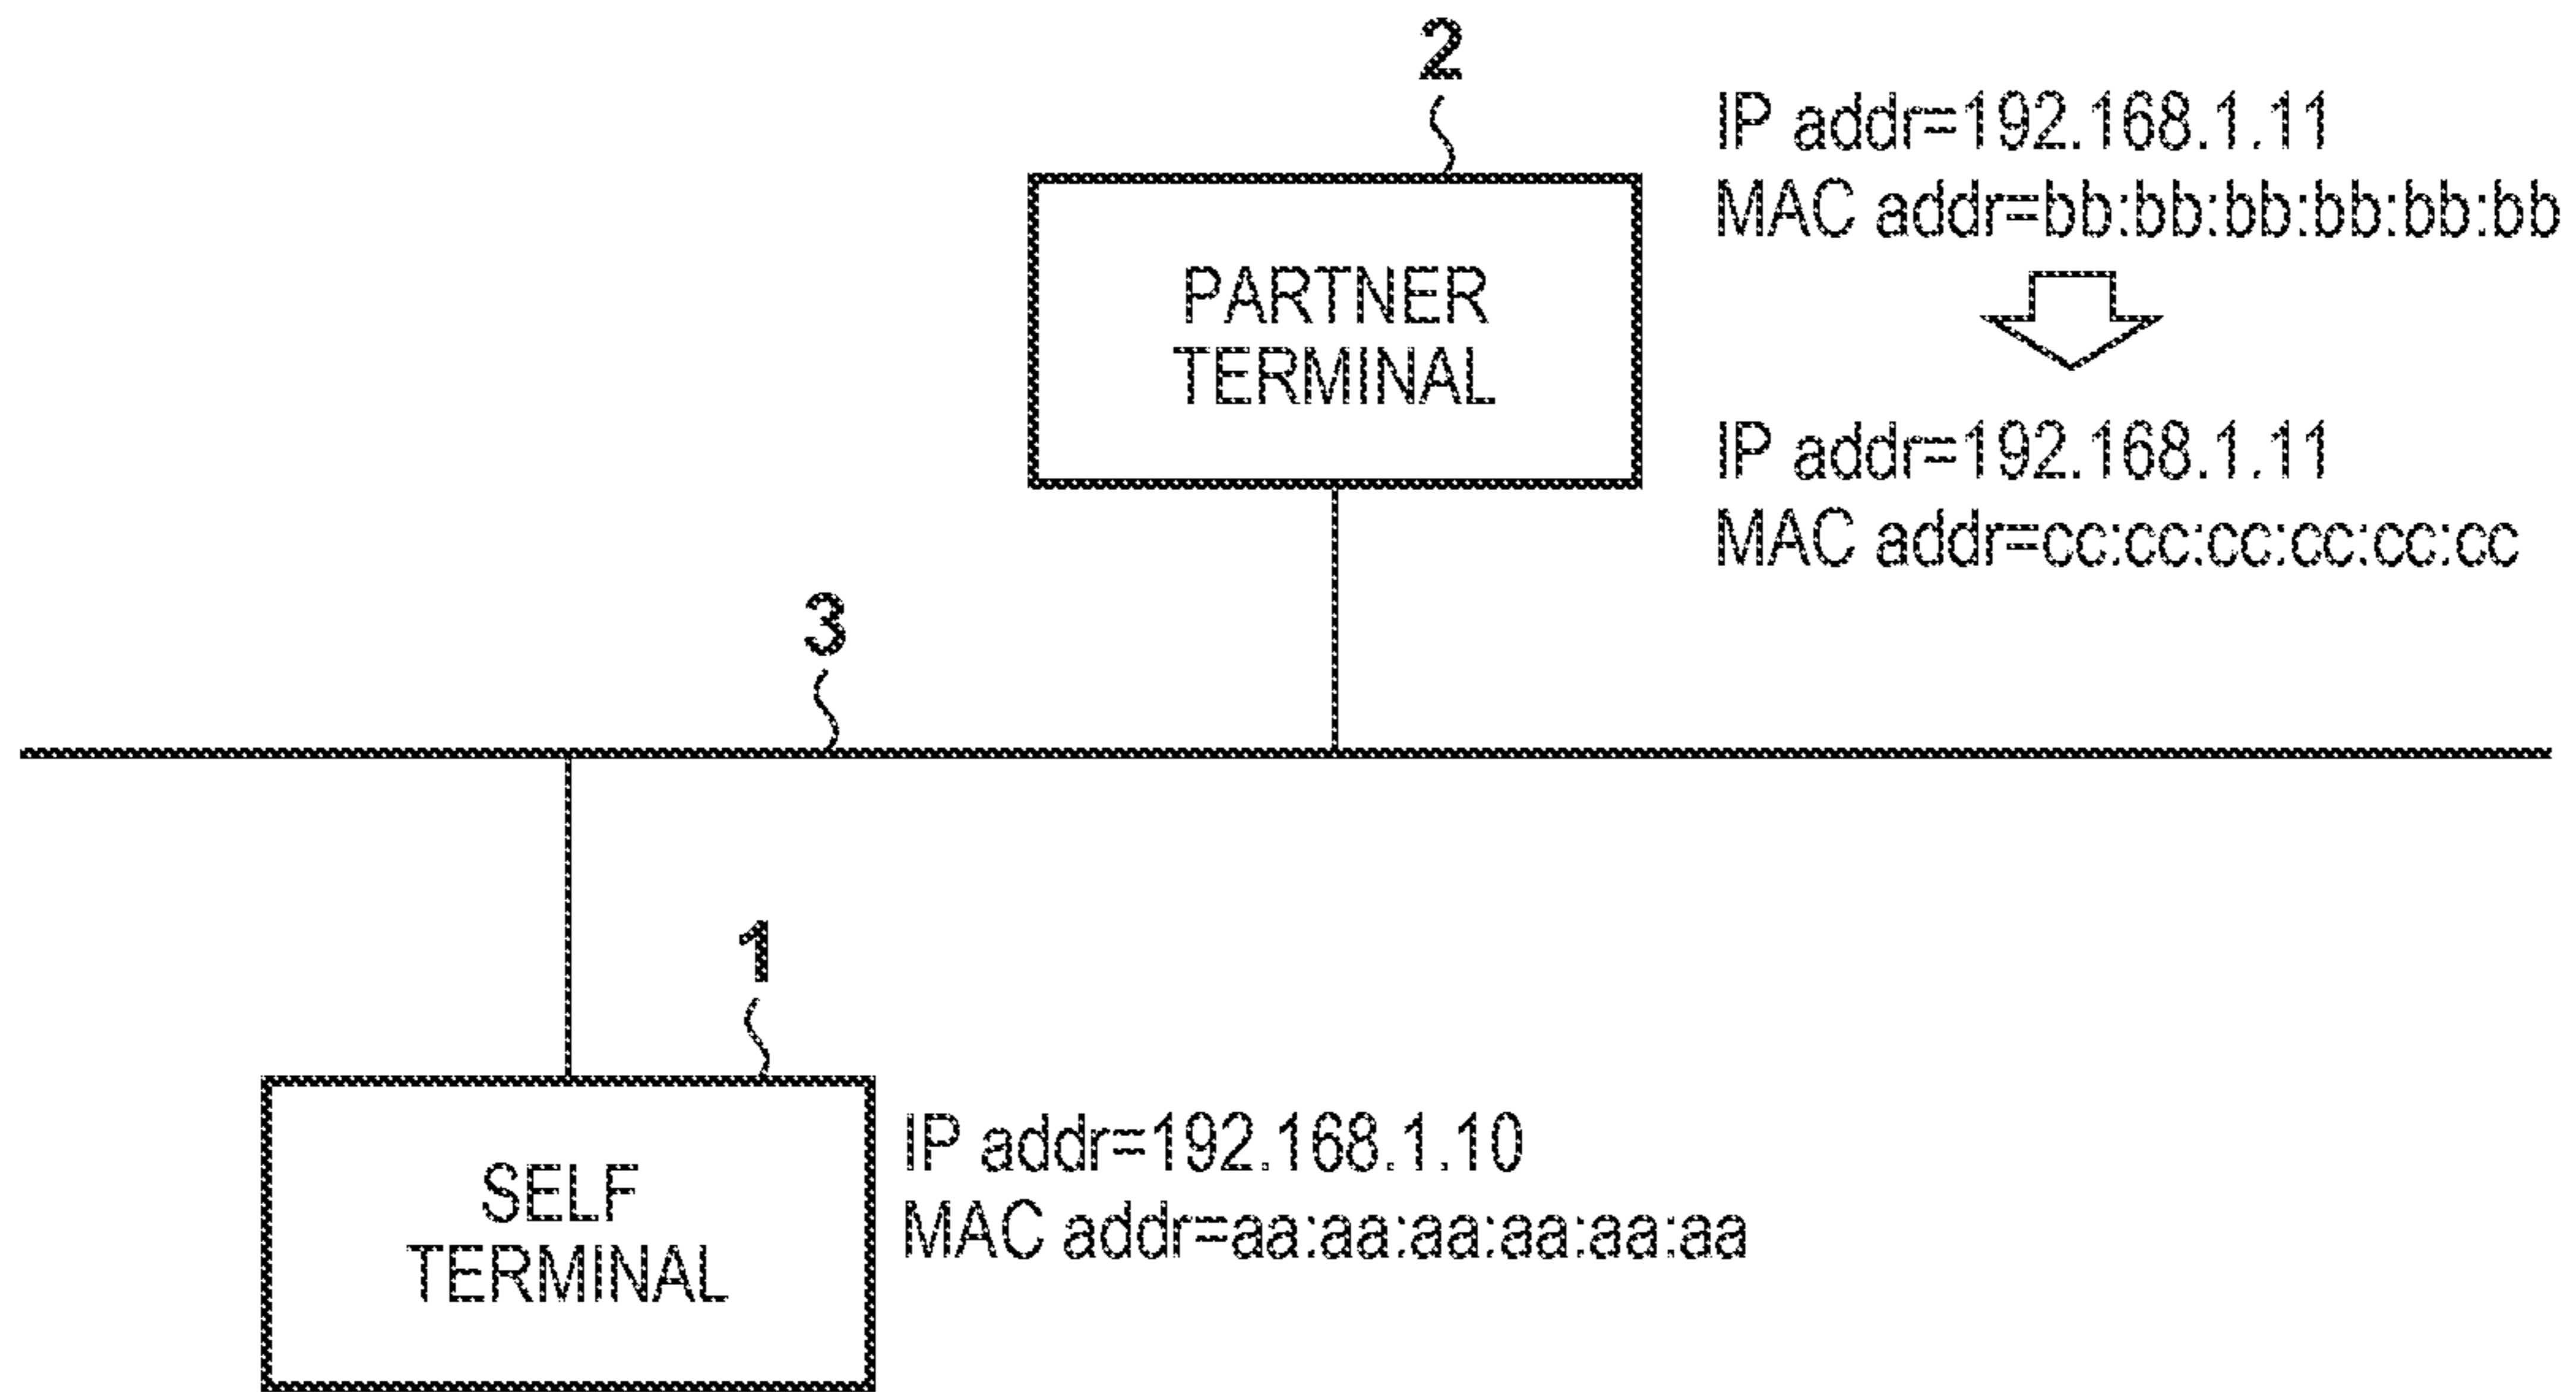 2
IP addr=192.168.1.11
MAC addr=bb:bb:bb:bb:bb:bb
PARTNER
TERMINAL
IP addr=192.168.1.11
MAC addr=cc:cc:cc:cc:cc:cc
3
1
SELF
TERMINAL
IP addr=192.168.1.10
MAC addr=aa:aa:aa:aa:aa:aa